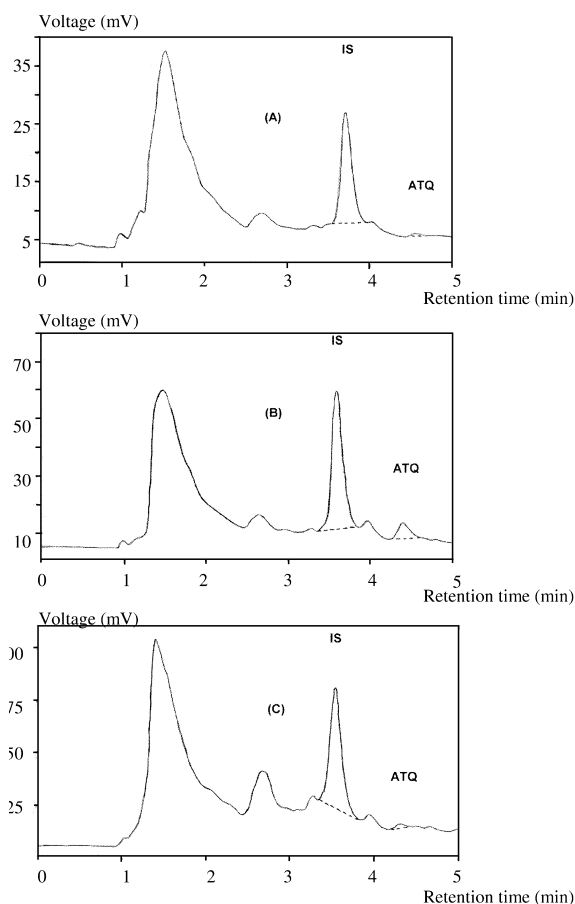 Voltage (mV)
IS
35
(A)
25
15
ATQ
5
0 1 2 3 4 5
Retention time (min)
Voltage (mV)
IS
70
(B)
50
ATQ
30
10
0 1 2 3 4 5
Retention time (min)
Voltage (mV)
IS
00
75
(C)
50
ATQ
25
0 1 2 3 4 5
Retention time (min)